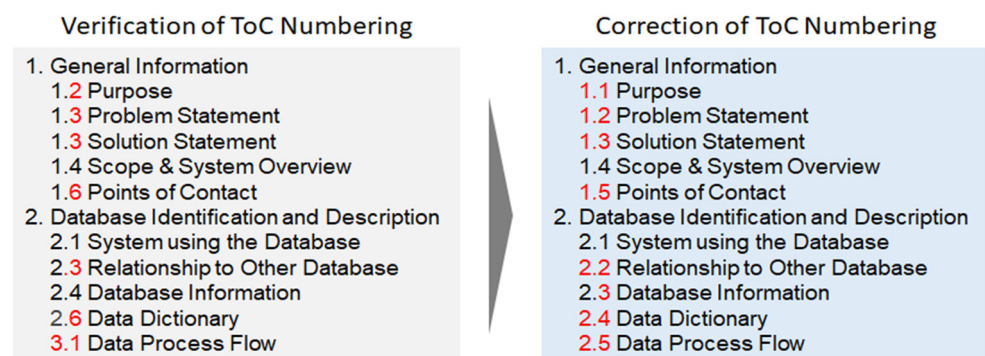 Verification of ToC Numbering
1. General Information
1.2 Purpose
1.3 Problem Statement
1.3 Solution Statement
1.4 Scope & System Overview
1.6 Points of Contact
2. Database Identification and Description
2.1 System using the Database
2.3 Relationship to Other Database
2.4 Database Information
2.6 Data Dictionary
3.1 Data Process Flow
Correction of ToC Numbering
1. General Information
1.1 Purpose
1.2 Problem Statement
1.3 Solution Statement
1.4 Scope & System Overview
1.5 Points of Contact
2. Database Identification and Description
2.1 System using the Database
2.2 Relationship to Other Database
2.3 Database Information
2.4 Data Dictionary
2.5 Data Process Flow